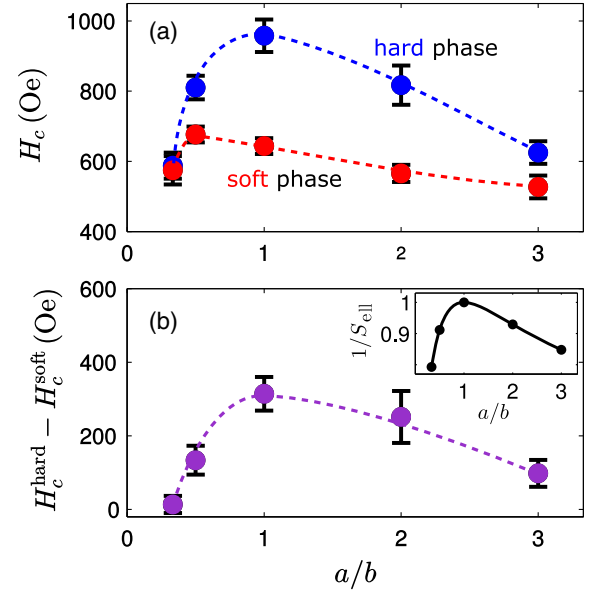 (a)
hard phase
soft phase
H_c (Oe)
1000
800
600
400
0
1
2
3
(b)
H_c^hard − H_c^soft (Oe)
600
400
200
0
0
1
2
3
a/b
1/S_ell
1
0.9
1
2
3
a/b